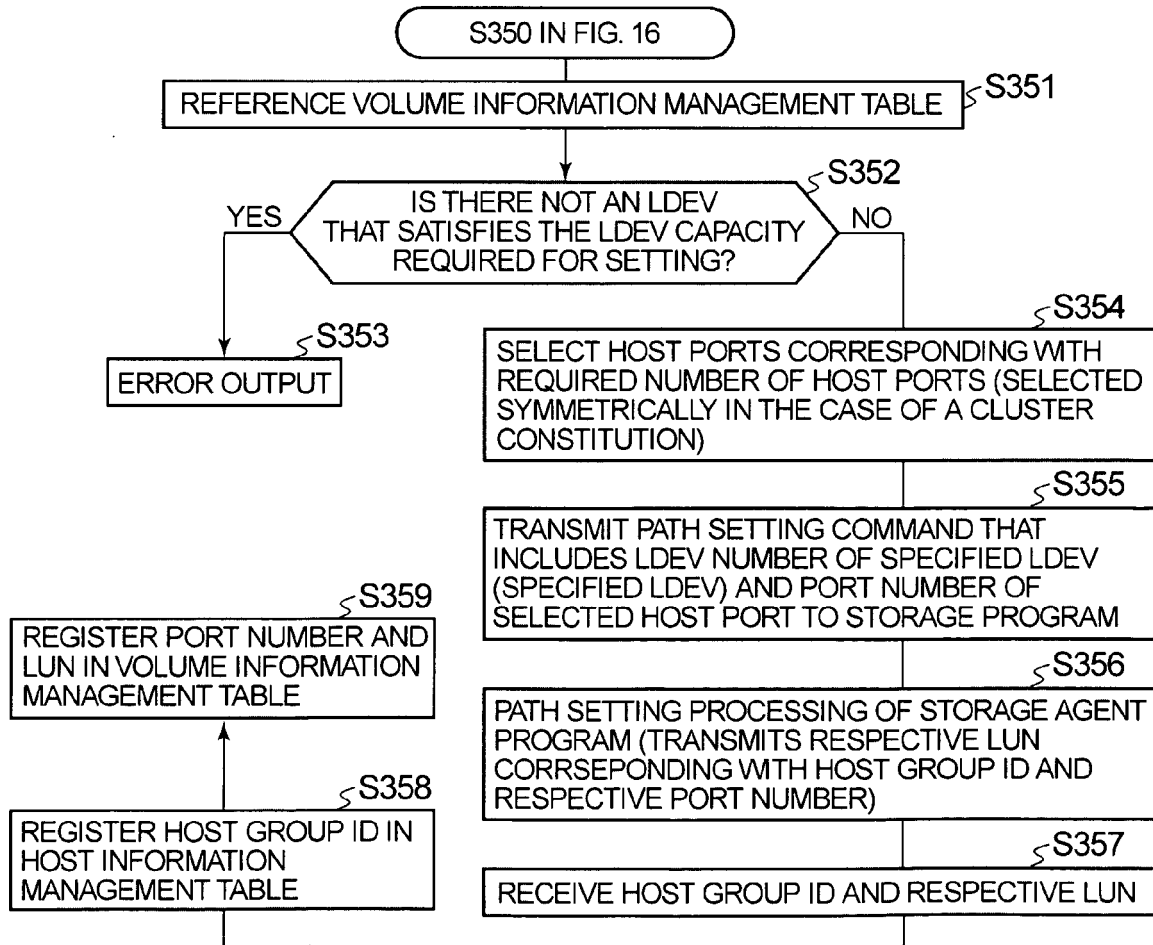 S350 IN FIG. 16
REFERENCE VOLUME INFORMATION MANAGEMENT TABLE
S351
S352
IS THERE NOT AN LDEV
THAT SATISFIES THE LDEV CAPACITY
REQUIRED FOR SETTING?
YES
NO
S353
ERROR OUTPUT
S354
SELECT HOST PORTS CORRESPONDING WITH
REQUIRED NUMBER OF HOST PORTS (SELECTED
SYMMETRICALLY IN THE CASE OF A CLUSTER
CONSTITUTION)
S355
TRANSMIT PATH SETTING COMMAND THAT
INCLUDES LDEV NUMBER OF SPECIFIED LDEV
(SPECIFIED LDEV) AND PORT NUMBER OF
SELECTED HOST PORT TO STORAGE PROGRAM
S356
PATH SETTING PROCESSING OF STORAGE AGENT
PROGRAM (TRANSMITS RESPECTIVE LUN
CORRSEPONDING WITH HOST GROUP ID AND
RESPECTIVE PORT NUMBER)
S357
RECEIVE HOST GROUP ID AND RESPECTIVE LUN
S358
REGISTER HOST GROUP ID IN
HOST INFORMATION
MANAGEMENT TABLE
S359
REGISTER PORT NUMBER AND
LUN IN VOLUME INFORMATION
MANAGEMENT TABLE